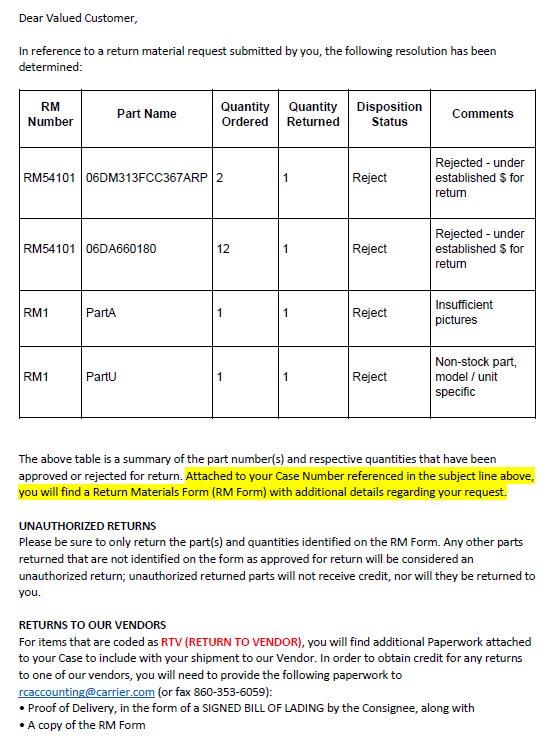 Dear Valued Customer,
In reference to a return material request submitted by you, the following resolution has been
determined:
RM Number Part Name Quantity Ordered Quantity Returned Disposition Status Comments
RM54101 06DM313FCC367ARP 2 1 Reject Rejected - under established $ for return
RM54101 06DA660180 12 1 Reject Rejected - under established $ for return
RM1 PartA 1 1 Reject Insufficient pictures
RM1 PartU 1 1 Reject Non-stock part, model / unit specific
The above table is a summary of the part number(s) and respective quantities that have been
approved or rejected for return. Attached to your Case Number referenced in the subject line above,
you will find a Return Materials Form (RM Form) with additional details regarding your request.
UNAUTHORIZED RETURNS
Please be sure to only return the part(s) and quantities identified on the RM Form. Any other parts
returned that are not identified on the form as approved for return will be considered an
unauthorized return; unauthorized returned parts will not receive credit, nor will they be returned to
you.
RETURNS TO OUR VENDORS
For items that are coded as RTV (RETURN TO VENDOR), you will find additional Paperwork attached
to your Case to include with your shipment to our Vendor. In order to obtain credit for any returns
to one of our vendors, you will need to provide the following paperwork to
rcaccounting@carrier.com (or fax 860-353-6059):
• Proof of Delivery, in the form of a SIGNED BILL OF LADING by the Consignee, along with
• A copy of the RM Form